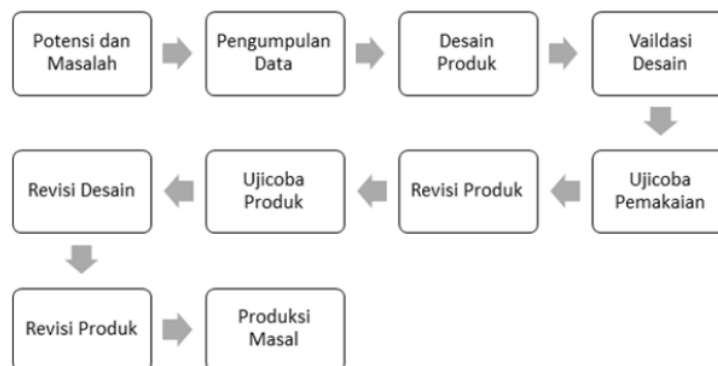 Potensi dan
Masalah
Pengumpulan
Data
Desain
Produk
Vaildasi
Desain
Ujicoba
Pemakaian
Revisi Produk
Ujicoba
Produk
Revisi Desain
Revisi Produk
Produksi
Masal